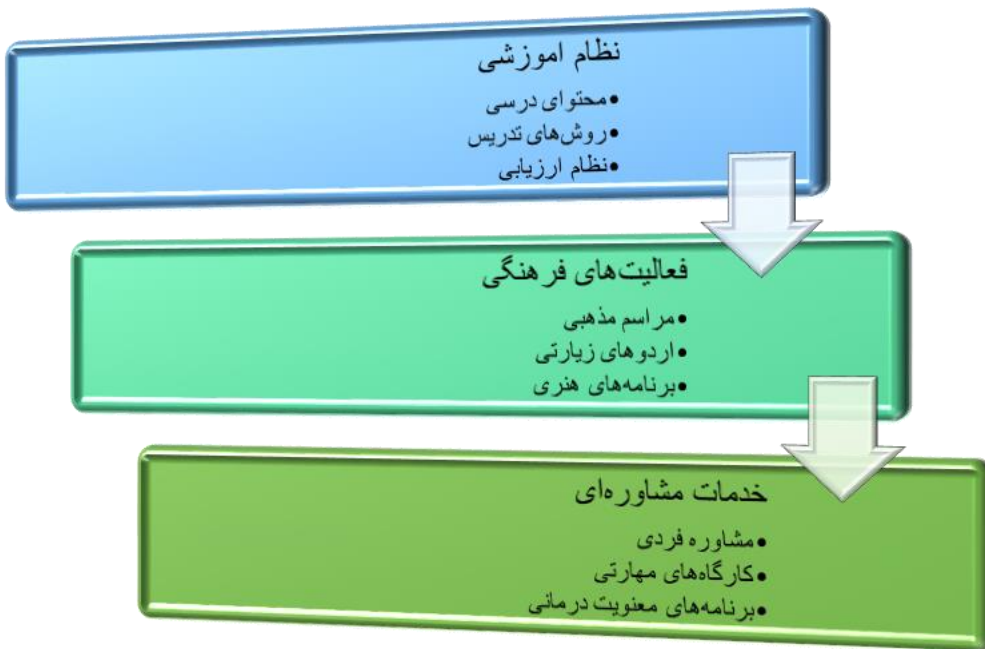 نظام اموزشی
•محتوای درسی
•روش‌های تدریس
•نظام ارزیابی
فعالیت‌های فرهنگی
•مراسم مذهبی
•اردوهای زیارتی
•برنامه‌های هنری
خدمات مشاوره‌ای
•مشاوره فردی
•کارگاه‌های مهارتی
•برنامه‌های معنویت درمانی